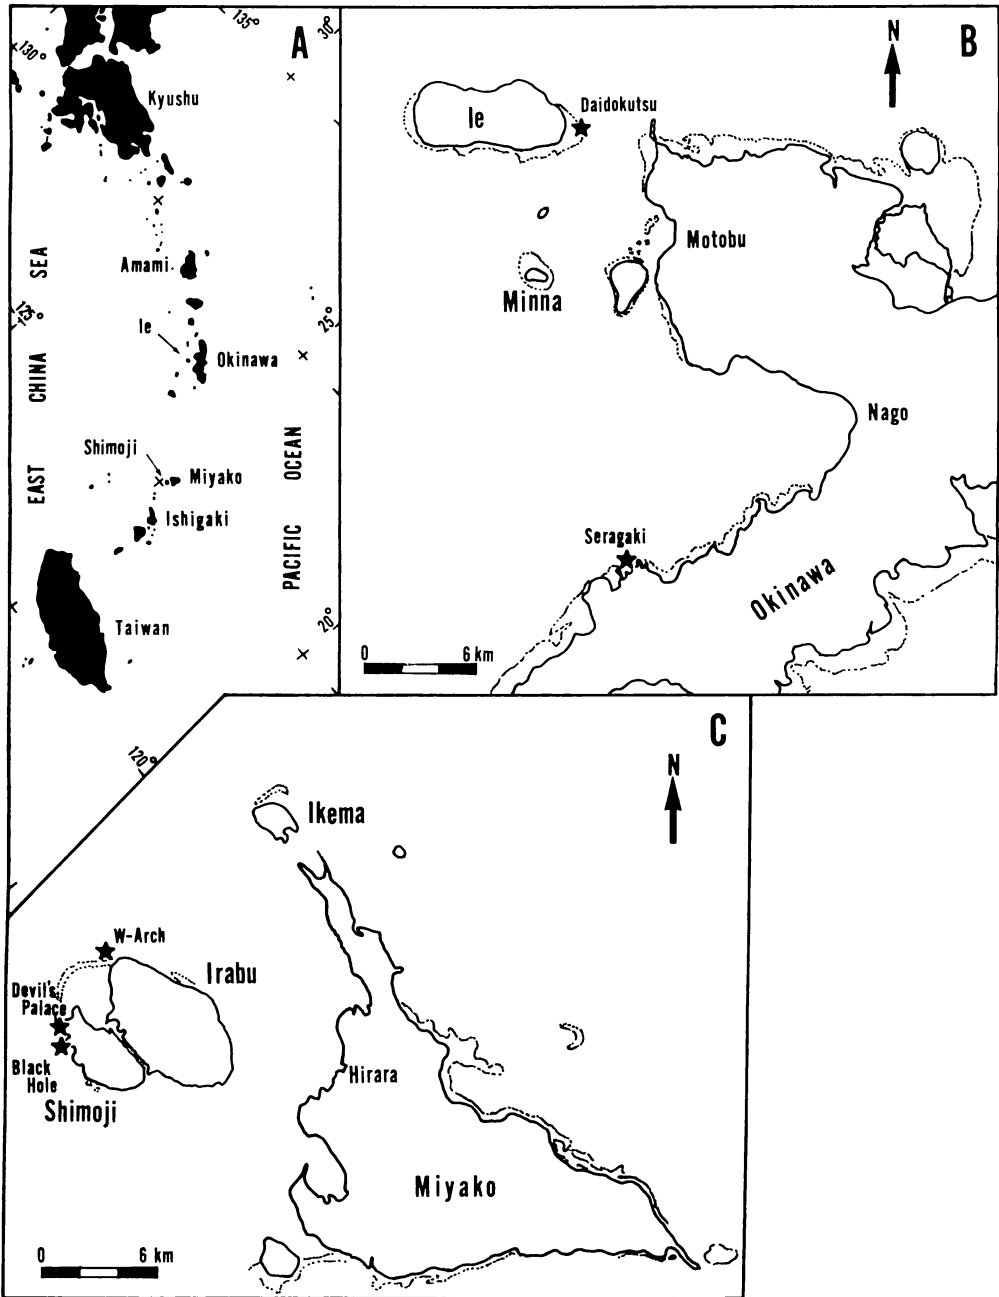 A
130°
135°
Kyushu
Amami
Ie
Okinawa
Shimoji
Miyako
Ishigaki
Taiwan
EAST CHINA SEA
PACIFIC OCEAN
125°
30°
25°
20°
120°
B
N
Ie
Daidokutsu
Motobu
Minna
Nago
Seragaki
Okinawa
0 6 km
C
N
Ikema
W-Arch
Irabu
Devil's
Palace
Black
Hole
Shimoji
Hirara
Miyako
0 6 km